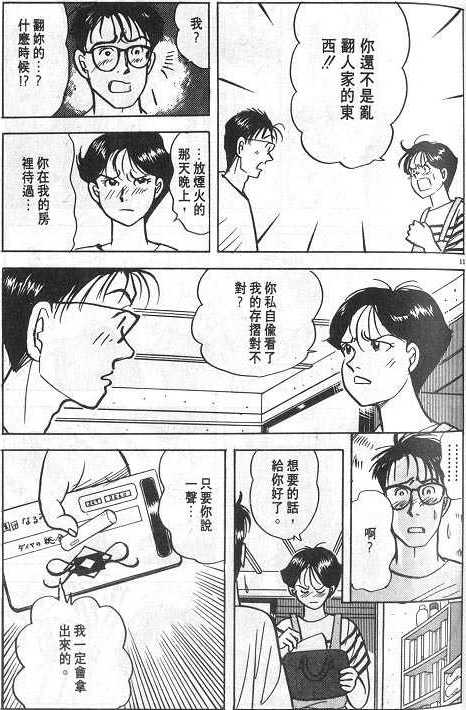 你還不是亂
翻人家的東
西!!
我?
翻妳的…?
什麼時候!?
…放煙火的
那天晚上，
你在我的房
裡待過…
11
你私自偷看了
我的存摺對不
對?
………
啊?
想要的話，
給你好了。
只要你說
一聲…
我一定會拿
出來的。